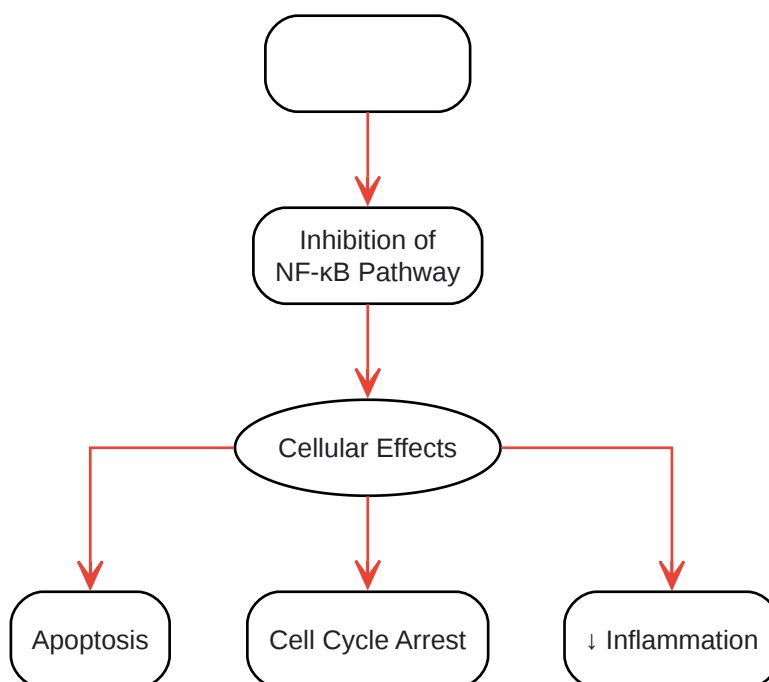 Inhibition of
NF-κB Pathway
Cellular Effects
Apoptosis
Cell Cycle Arrest
↓ Inflammation